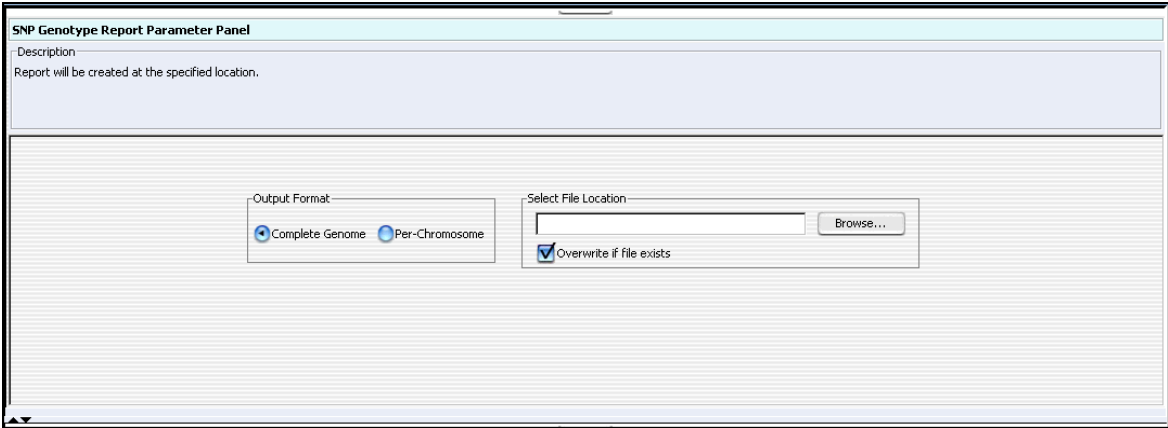 SNP Genotype Report Parameter Panel
Description
Report will be created at the specified location.
Output Format
Complete Genome
Per-Chromosome
Select File Location
Browse...
Overwrite if file exists